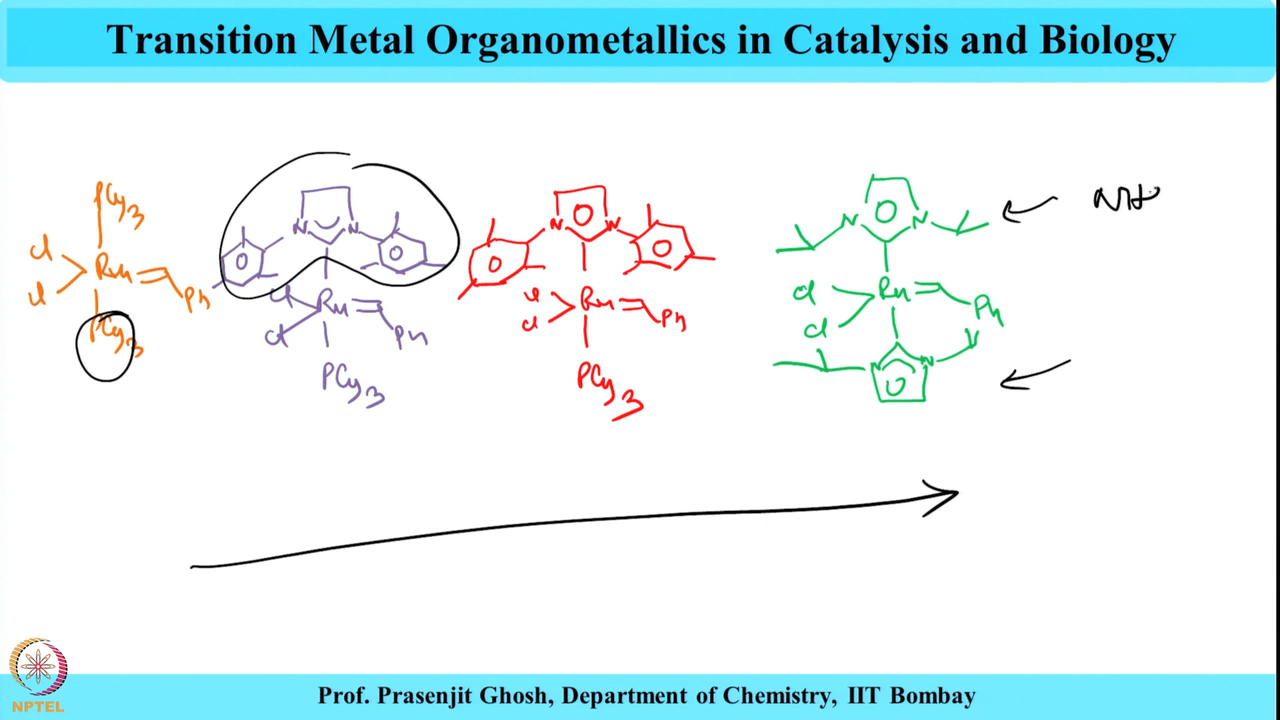 Transition Metal Organometallics in Catalysis and Biology
PCy3
Cl
Cl
Ru
Ph
PCy3
N
N
Cl
Cl
Ru
Ph
PCy3
N
N
Cl
Cl
Ru
Ph
PCy3
N
N
Cl
Cl
Ru
Ph
N
N
NPTEL
Prof. Prasenjit Ghosh, Department of Chemistry, IIT Bombay